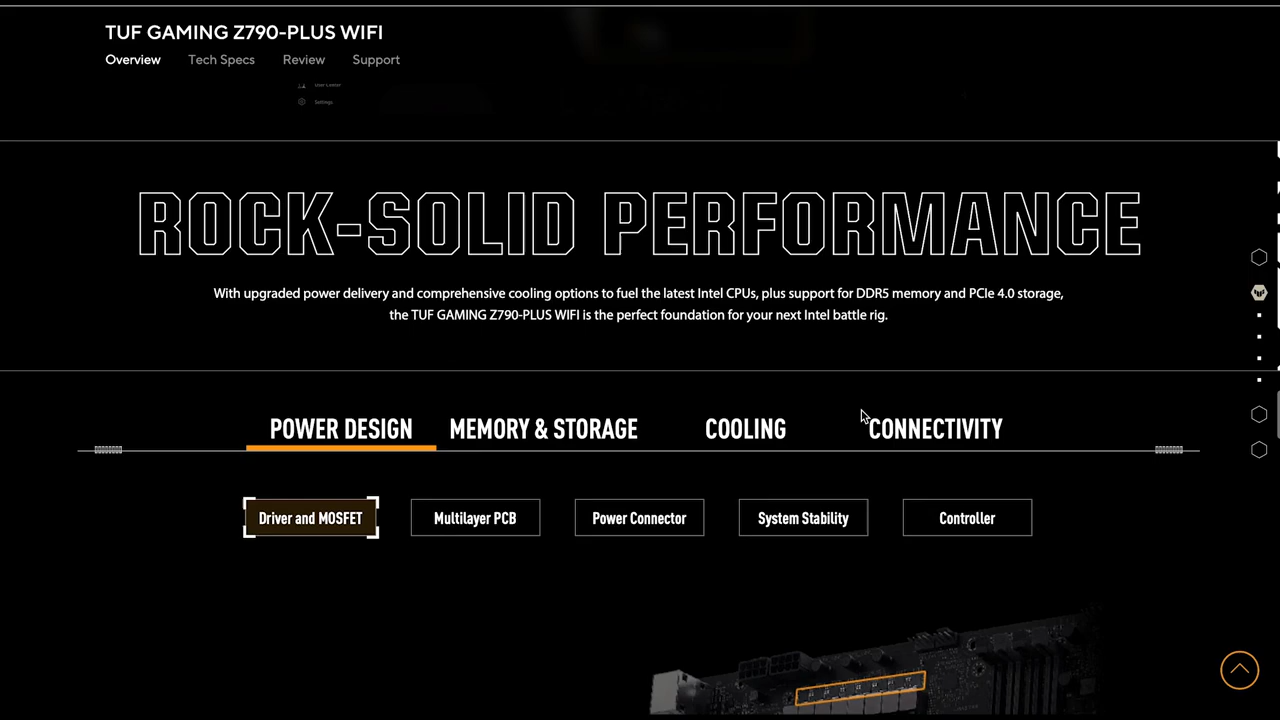 TUF GAMING Z790-PLUS WIFI
Overview Tech Specs Review Support
User Center
Settings
ROCK-SOLID PERFORMANCE
With upgraded power delivery and comprehensive cooling options to fuel the latest Intel CPUs, plus support for DDR5 memory and PCIe 4.0 storage,
the TUF GAMING Z790-PLUS WIFI is the perfect foundation for your next Intel battle rig.
POWER DESIGN MEMORY & STORAGE COOLING CONNECTIVITY
Driver and MOSFET Multilayer PCB Power Connector System Stability Controller